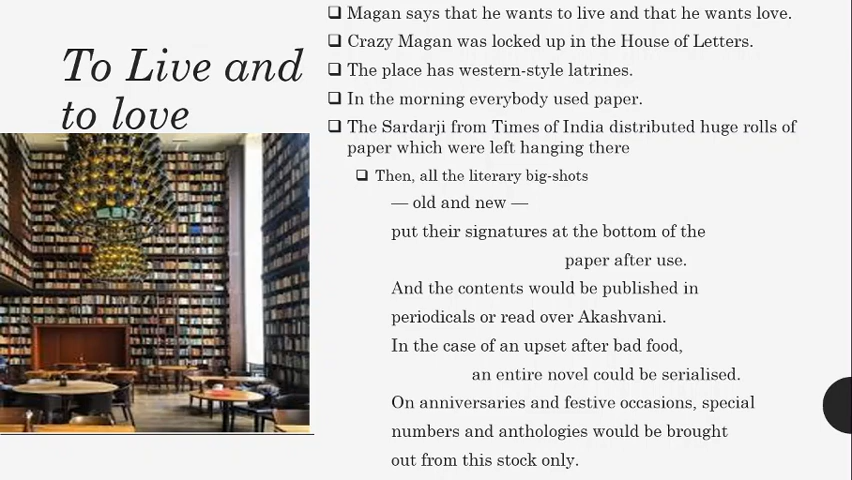 To Live and
to love
❑ Magan says that he wants to live and that he wants love.
❑ Crazy Magan was locked up in the House of Letters.
❑ The place has western-style latrines.
❑ In the morning everybody used paper.
❑ The Sardarji from Times of India distributed huge rolls of
paper which were left hanging there
❑ Then, all the literary big-shots
— old and new —
put their signatures at the bottom of the
paper after use.
And the contents would be published in
periodicals or read over Akashvani.
In the case of an upset after bad food,
an entire novel could be serialised.
On anniversaries and festive occasions, special
numbers and anthologies would be brought
out from this stock only.